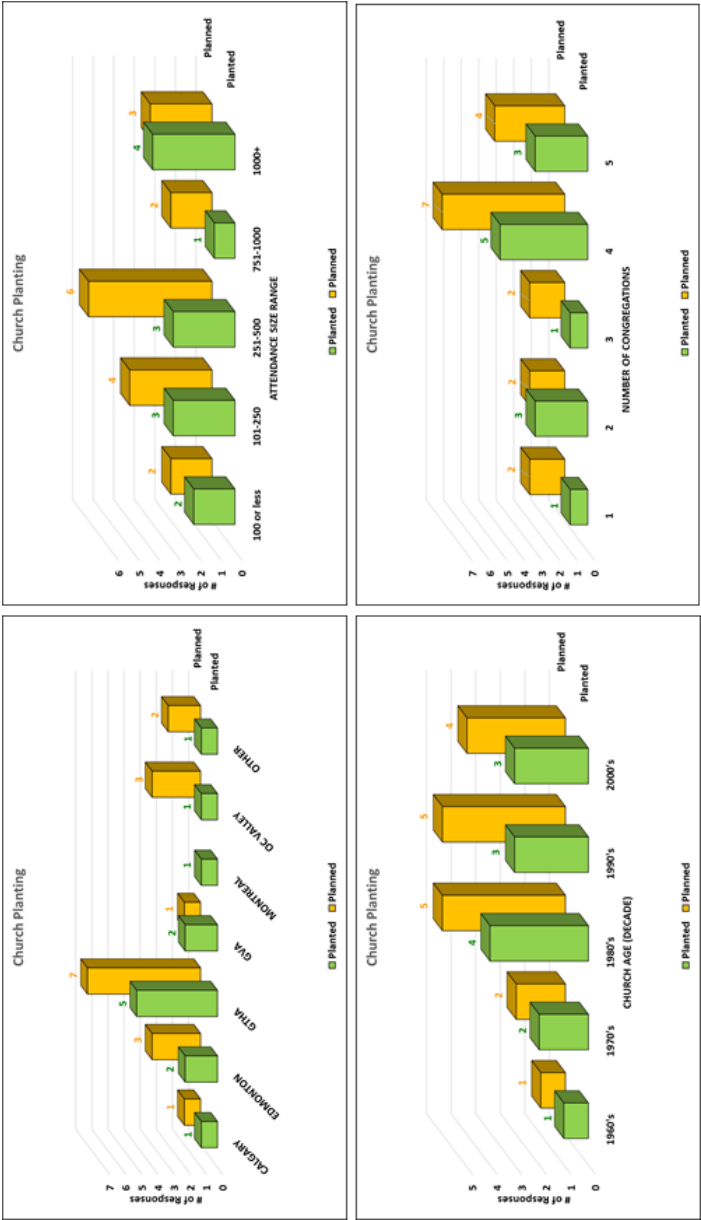 Church Planting
# of Responses
7
6
5
4
3
2
1
0
1 1
2 3
5 7
2 1
1
1 3
1 2
Planned
Planted
CALGARY EDMONTON GTHA GVA MONTREAL OC VALLEY OTHER
Planted Planned
Church Planting
# of Responses
6
5
4
3
2
1
0
2 2
3 4
3 6
1 2
4 3
Planned
Planted
100 or less 101-250 251-500 751-1000 1000+
ATTENDANCE SIZE RANGE
Planted Planned
Church Planting
# of Responses
5
4
3
2
1
0
1 1
2 2
4 5
3 5
3 4
Planned
Planted
1960's 1970's 1980's 1990's 2000's
CHURCH AGE (DECADE)
Planted Planned
Church Planting
# of Responses
7
6
5
4
3
2
1
0
1 2
3 2
1 2
5 7
3 4
Planned
Planted
1 2 3 4 5
NUMBER OF CONGREGATIONS
Planted Planned